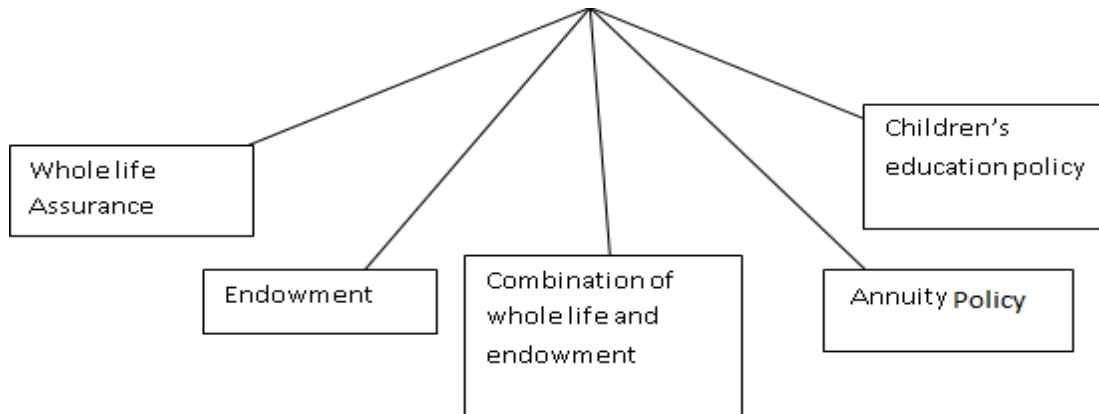 Whole life
Assurance
Endowment
Combination of
whole life and
endowment
Annuity Policy
Children's
education policy